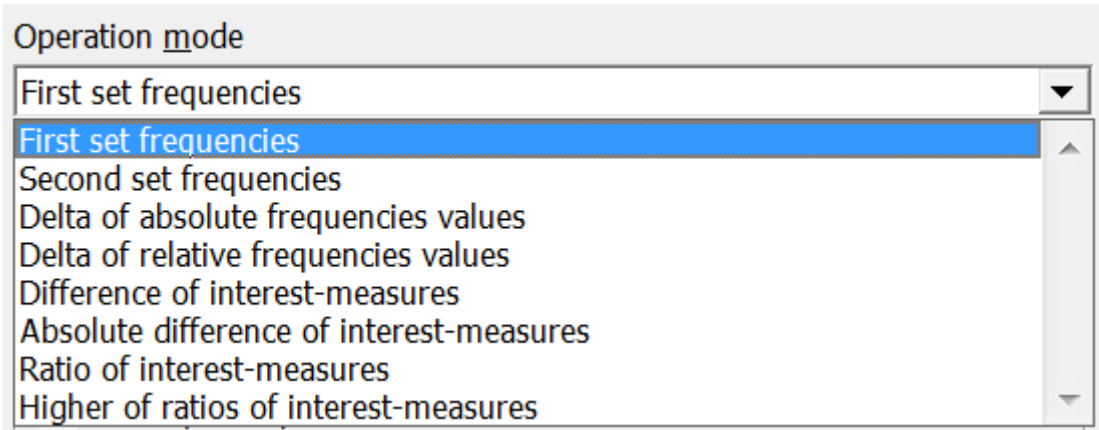 Operation mode
First set frequencies
First set frequencies
Second set frequencies
Delta of absolute frequencies values
Delta of relative frequencies values
Difference of interest-measures
Absolute difference of interest-measures
Ratio of interest-measures
Higher of ratios of interest-measures